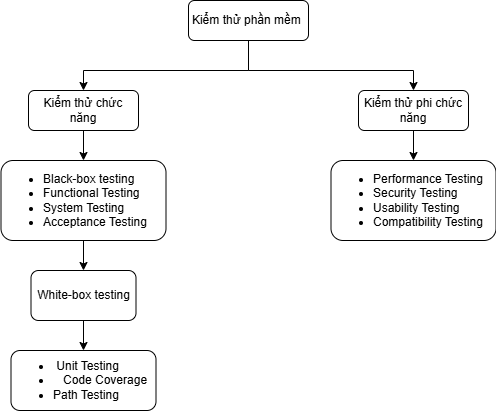 Kiểm thử phần mềm
Kiểm thử chức
năng
Kiểm thử phi chức
năng
Black-box testing
Functional Testing
System Testing
Acceptance Testing
Performance Testing
Security Testing
Usability Testing
Compatibility Testing
White-box testing
Unit Testing
Code Coverage
Path Testing